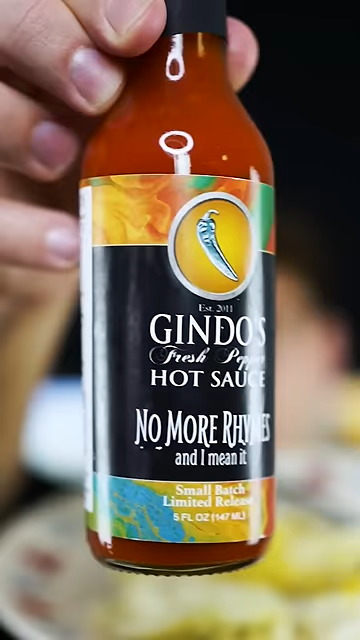 Est. 2011
GINDO'S
Fresh Pepper
HOT SAUCE
NO MORE RHYMES
and I mean it
Small Batch
Limited Release
5 FL OZ (147 ML)